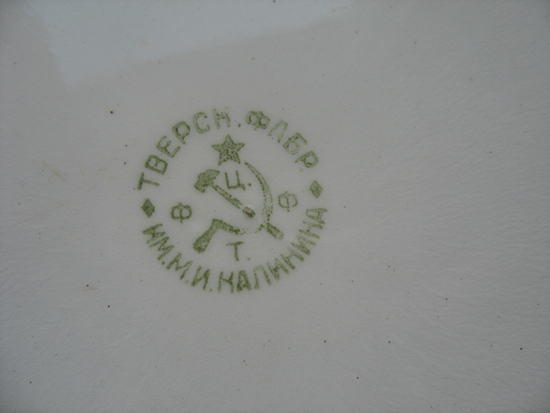 ТВЕРСК. ФАБР.
Ц.
Ф Ф
Т.
ИМ. М. И. КАЛИНИНА